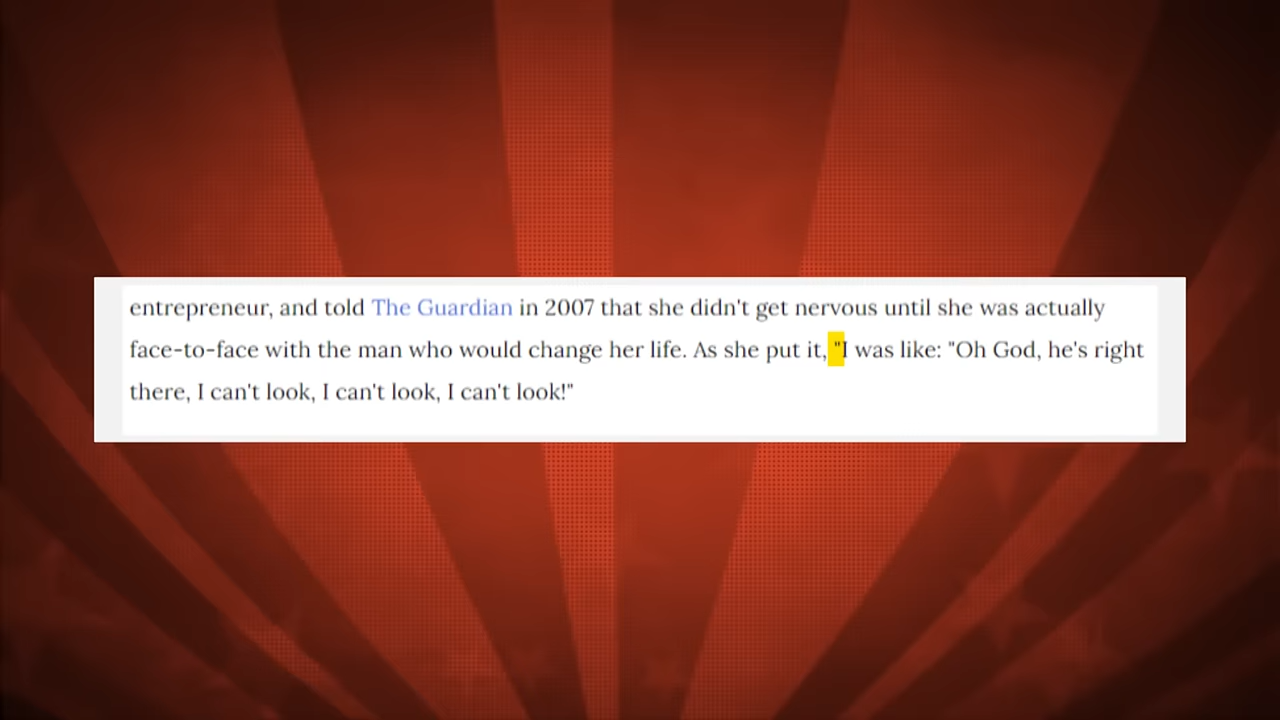 entrepreneur, and told The Guardian in 2007 that she didn't get nervous until she was actually
face-to-face with the man who would change her life. As she put it, "I was like: "Oh God, he's right
there, I can't look, I can't look, I can't look!"